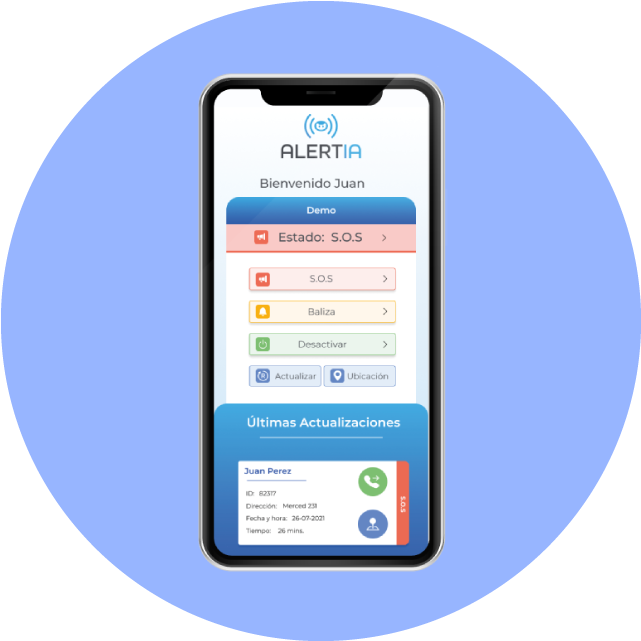 ALERTIA
Bienvenido Juan
Demo
Estado: S.O.S
S.O.S
Baliza
Desactivar
Actualizar
Ubicación
Últimas Actualizaciones
Juan Perez
ID: 62317
Dirección: Merced 231
Fecha y hora: 26-07-2021
Tiempo: 26 mins.
S.O.S